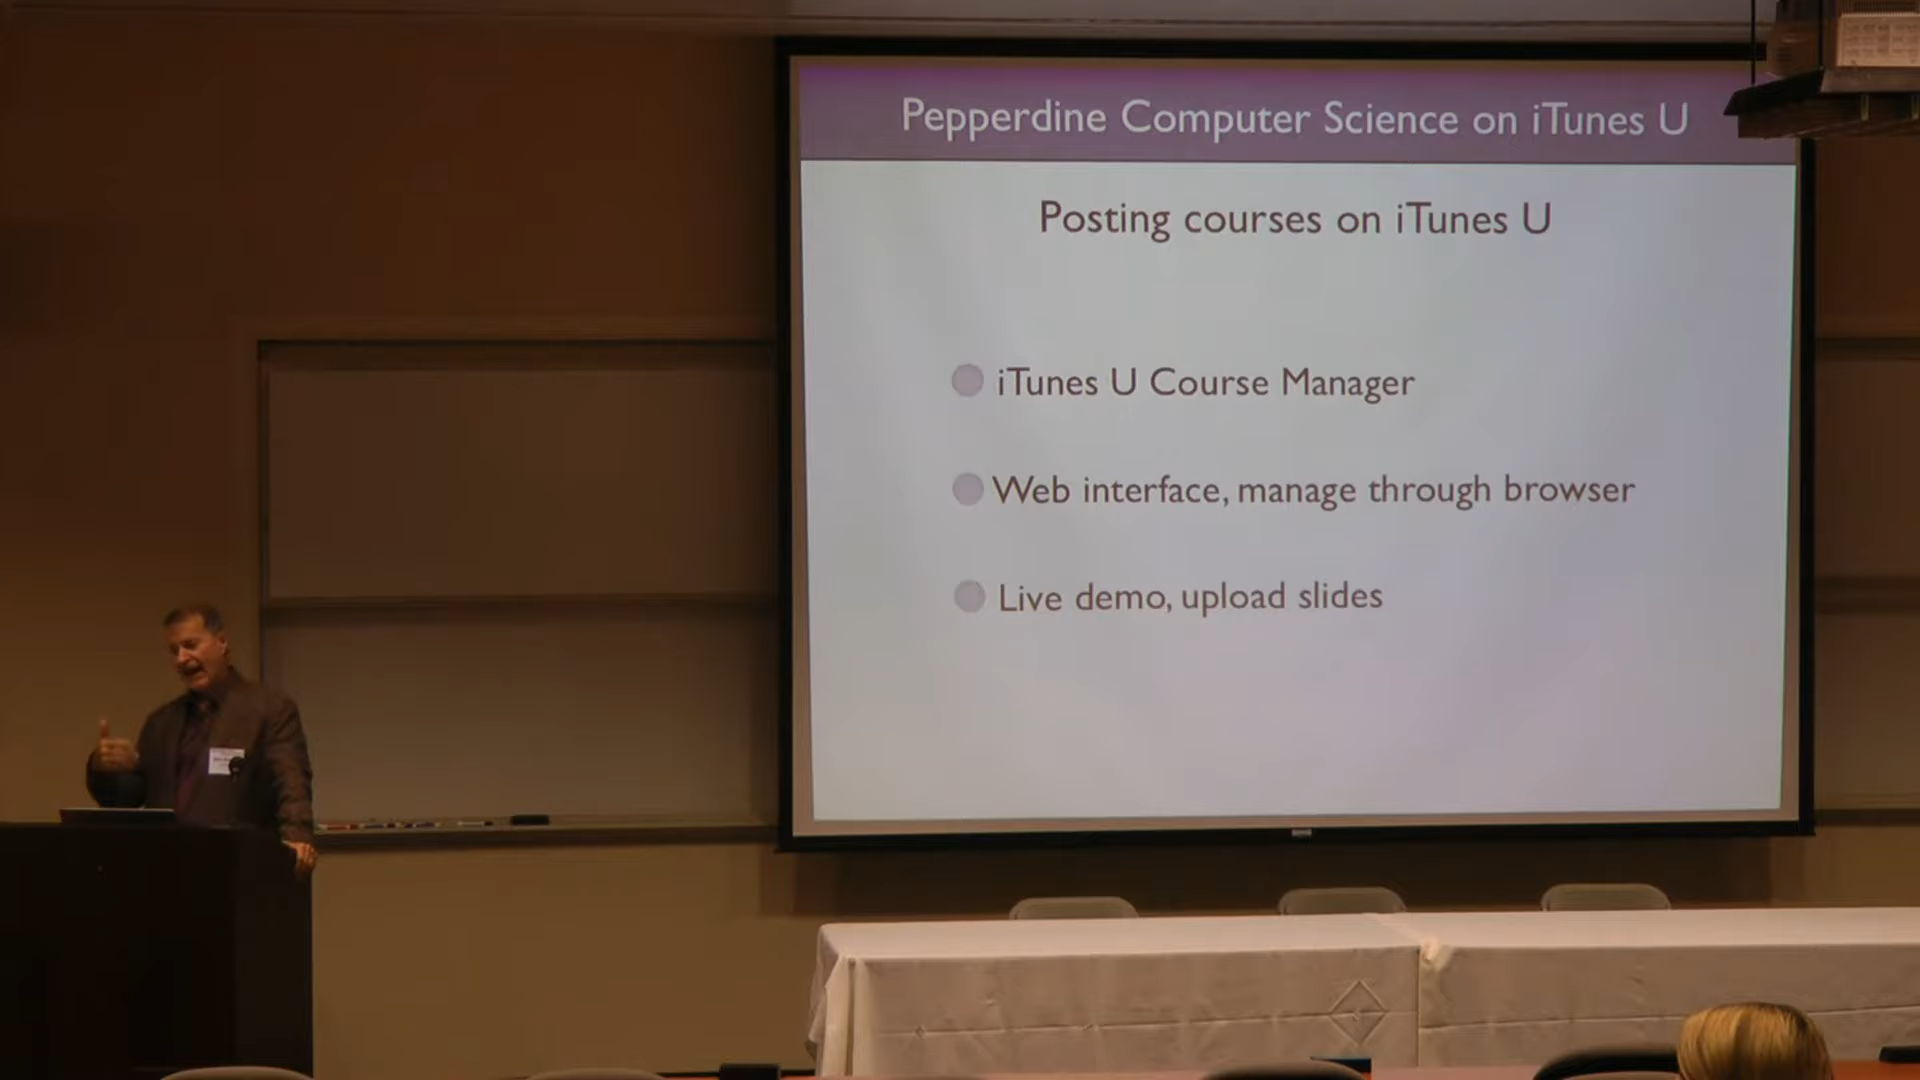 Pepperdine Computer Science on iTunes U
Posting courses on iTunes U
iTunes U Course Manager
Web interface, manage through browser
Live demo, upload slides